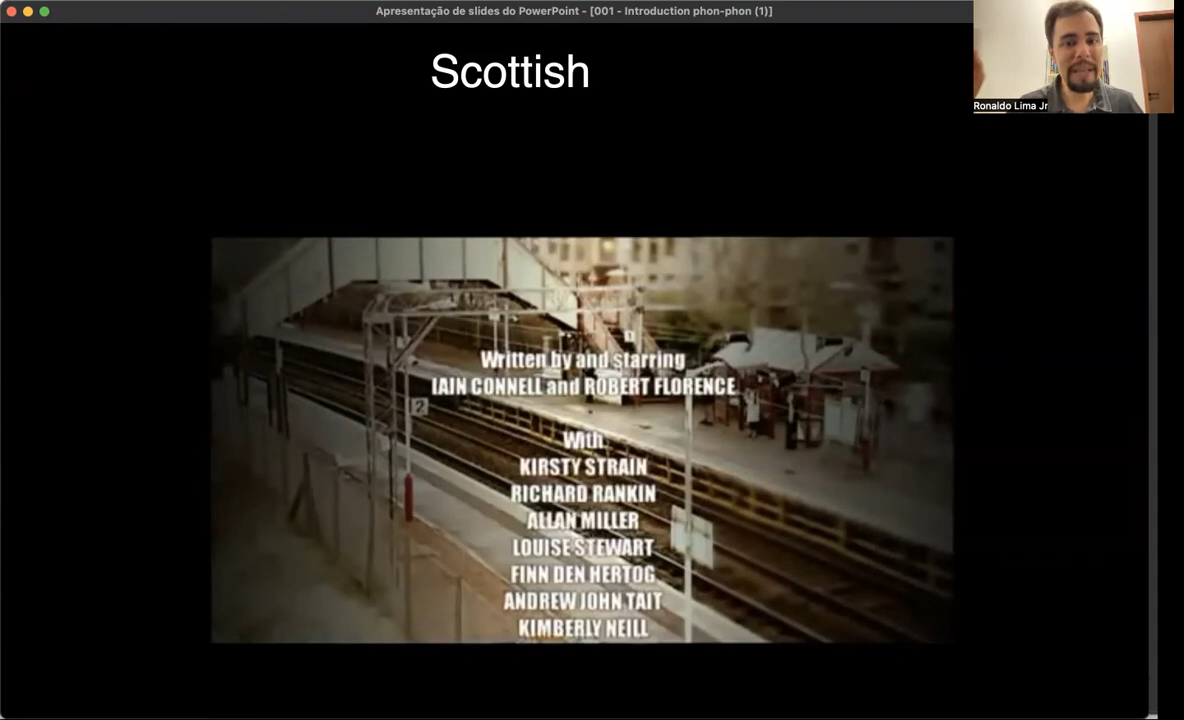 Apresentação de slides do PowerPoint - [001 - Introduction phon-phon (1)]
Scottish
Ronaldo Lima Jr
Written by and starring
IAIN CONNELL and ROBERT FLORENCE
2
With
KIRSTY STRAIN
RICHARD RANKIN
ALLAN MILLER
LOUISE STEWART
FINN DEN HERTOG
ANDREW JOHN TAIT
KIMBERLY NEILL